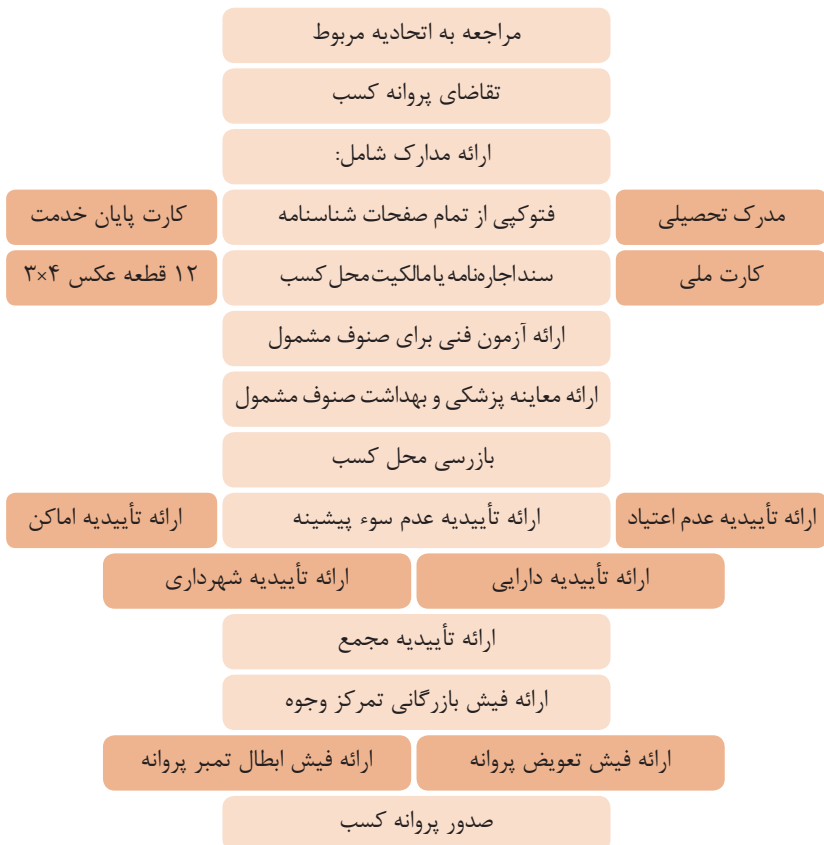 مراجعه به اتحادیه مربوط
تقاضای پروانه کسب
ارائه مدارک شامل:
مدرک تحصیلی
فتوکپی از تمام صفحات شناسنامه
کارت پایان خدمت
کارت ملی
سند اجاره‌نامه یا مالکیت محل کسب
۱۲ قطعه عکس ۴×۳
ارائه آزمون فنی برای صنوف مشمول
ارائه معاینه پزشکی و بهداشت صنوف مشمول
بازرسی محل کسب
ارائه تأییدیه عدم اعتیاد
ارائه تأییدیه عدم سوء پیشینه
ارائه تأییدیه اماکن
ارائه تأییدیه دارایی
ارائه تأییدیه شهرداری
ارائه تأییدیه مجمع
ارائه فیش بازرگانی تمرکز وجوه
ارائه فیش تعویض پروانه
ارائه فیش ابطال تمبر پروانه
صدور پروانه کسب